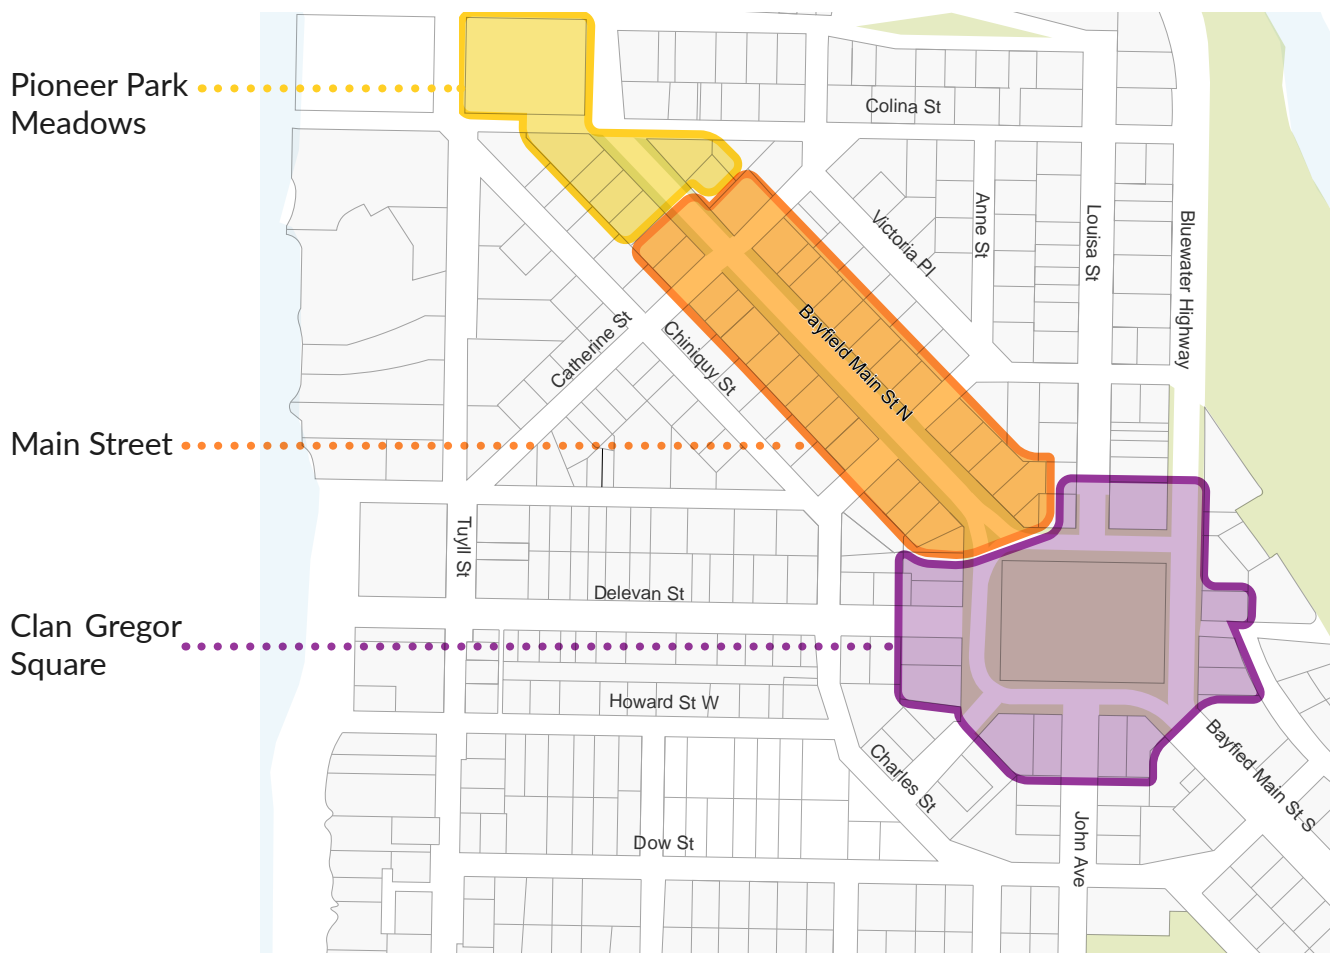 Pioneer Park
Meadows
Colina St
Victoria Pl
Anne St
Louisa St
Bluewater Highway
Bayfield Main St N
Catherine St
Chiniquy St
Main Street
Tuyll St
Delevan St
Clan Gregor
Square
Howard St W
Charles St
Bayfied Main St S
Dow St
John Ave